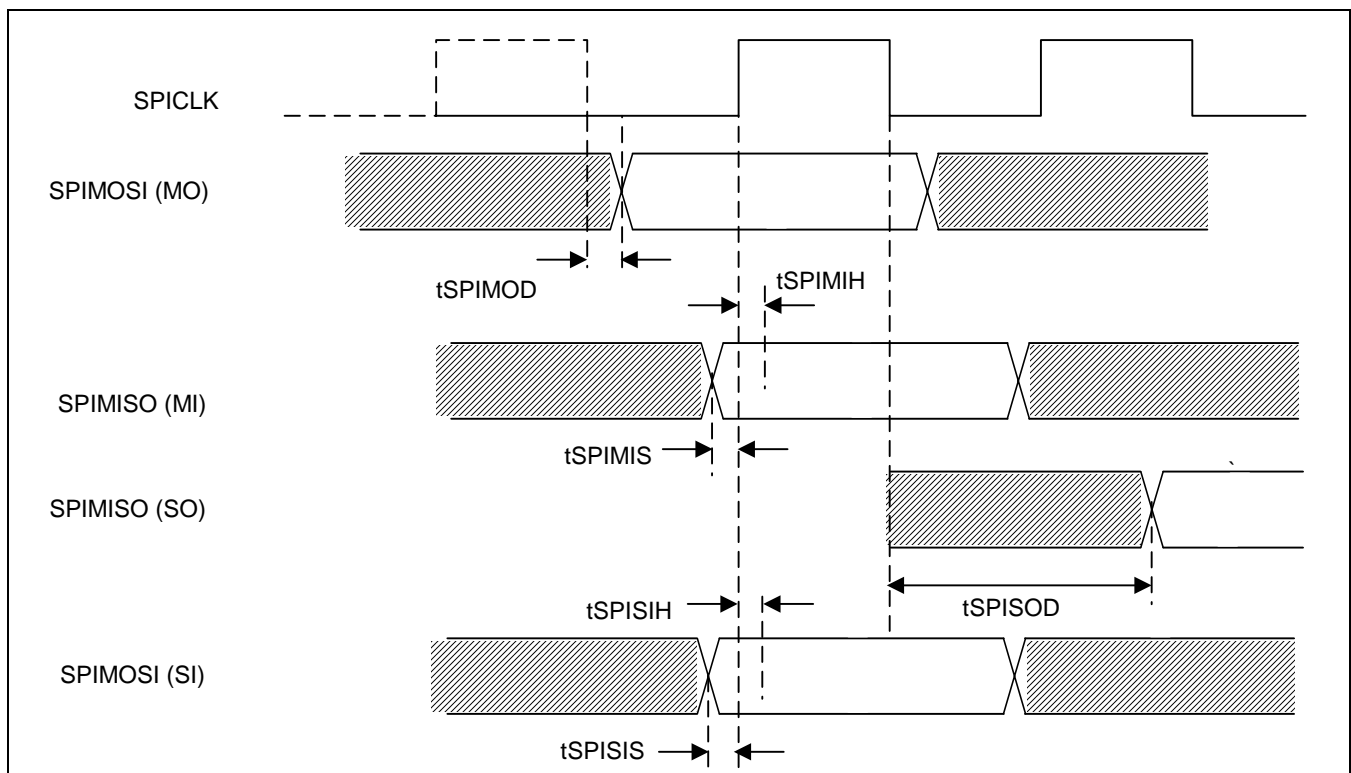 SPICLK
SPIMOSI (MO)
tSPIMOD
tSPIMIH
SPIMISO (MI)
tSPIMIS
SPIMISO (SO)
tSPISIH
tSPISOD
SPIMOSI (SI)
tSPISIS